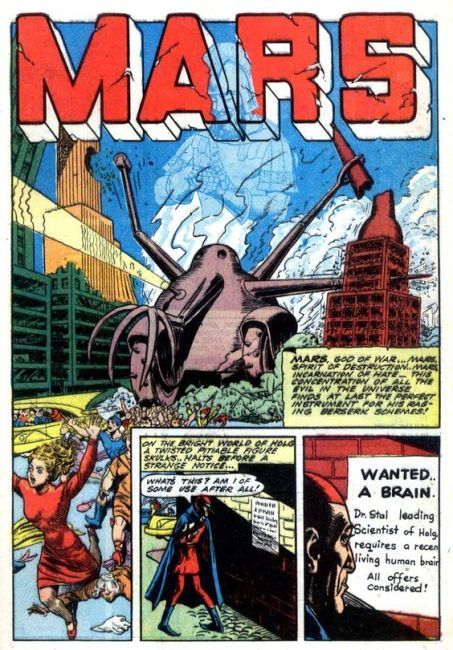 MARS
MARS, GOD OF WAR...MARS,
SPIRIT OF DESTRUCTION..MARS,
INCARNATION OF HATE... THIS
CONCENTRATION OF ALL THE
EVIL IN THE UNIVERSE
FINDS AT LAST THE PERFECT
INSTRUMENT FOR HIS RAG-
ING BERSERK SCHEMES!
ON THE BRIGHT WORLD OF HOLG
A TWISTED PITIABLE FIGURE
SKULKS..HALTS BEFORE A
STRANGE NOTICE...
WHATS THIS? AM I OF
SOME USE AFTER ALL!
WANTED
A BRAIN
WANTED..
A BRAIN.
Dr. Stal leading
Scientist of Holg,
requires a recen
living human brain
All offers
considered!